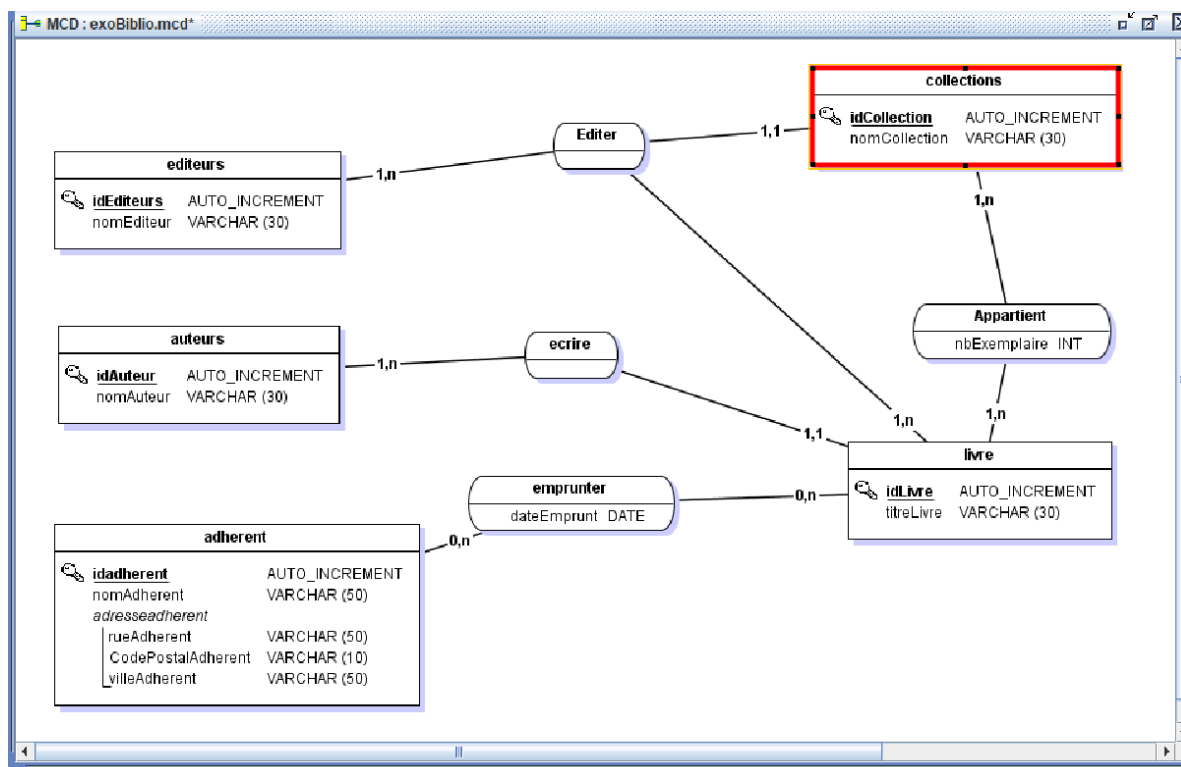 MCD : exoBiblio.mcd*
collections
idCollection AUTO_INCREMENT
nomCollection VARCHAR (30)
Editer
1,1
editeurs
1,n
idEditeurs AUTO_INCREMENT
nomEditeur VARCHAR (30)
1,n
Appartient
nbExemplaire INT
auteurs
ecrire
1,n
idAuteur AUTO_INCREMENT
nomAuteur VARCHAR (30)
1,n
1,n
1,1
livre
idLivre AUTO_INCREMENT
titreLivre VARCHAR (30)
emprunter
dateEmprunt DATE
0,n
0,n
adherent
idadherent AUTO_INCREMENT
nomAdherent VARCHAR (50)
adresseadherent
rueAdherent VARCHAR (50)
CodePostalAdherent VARCHAR (10)
villeAdherent VARCHAR (50)